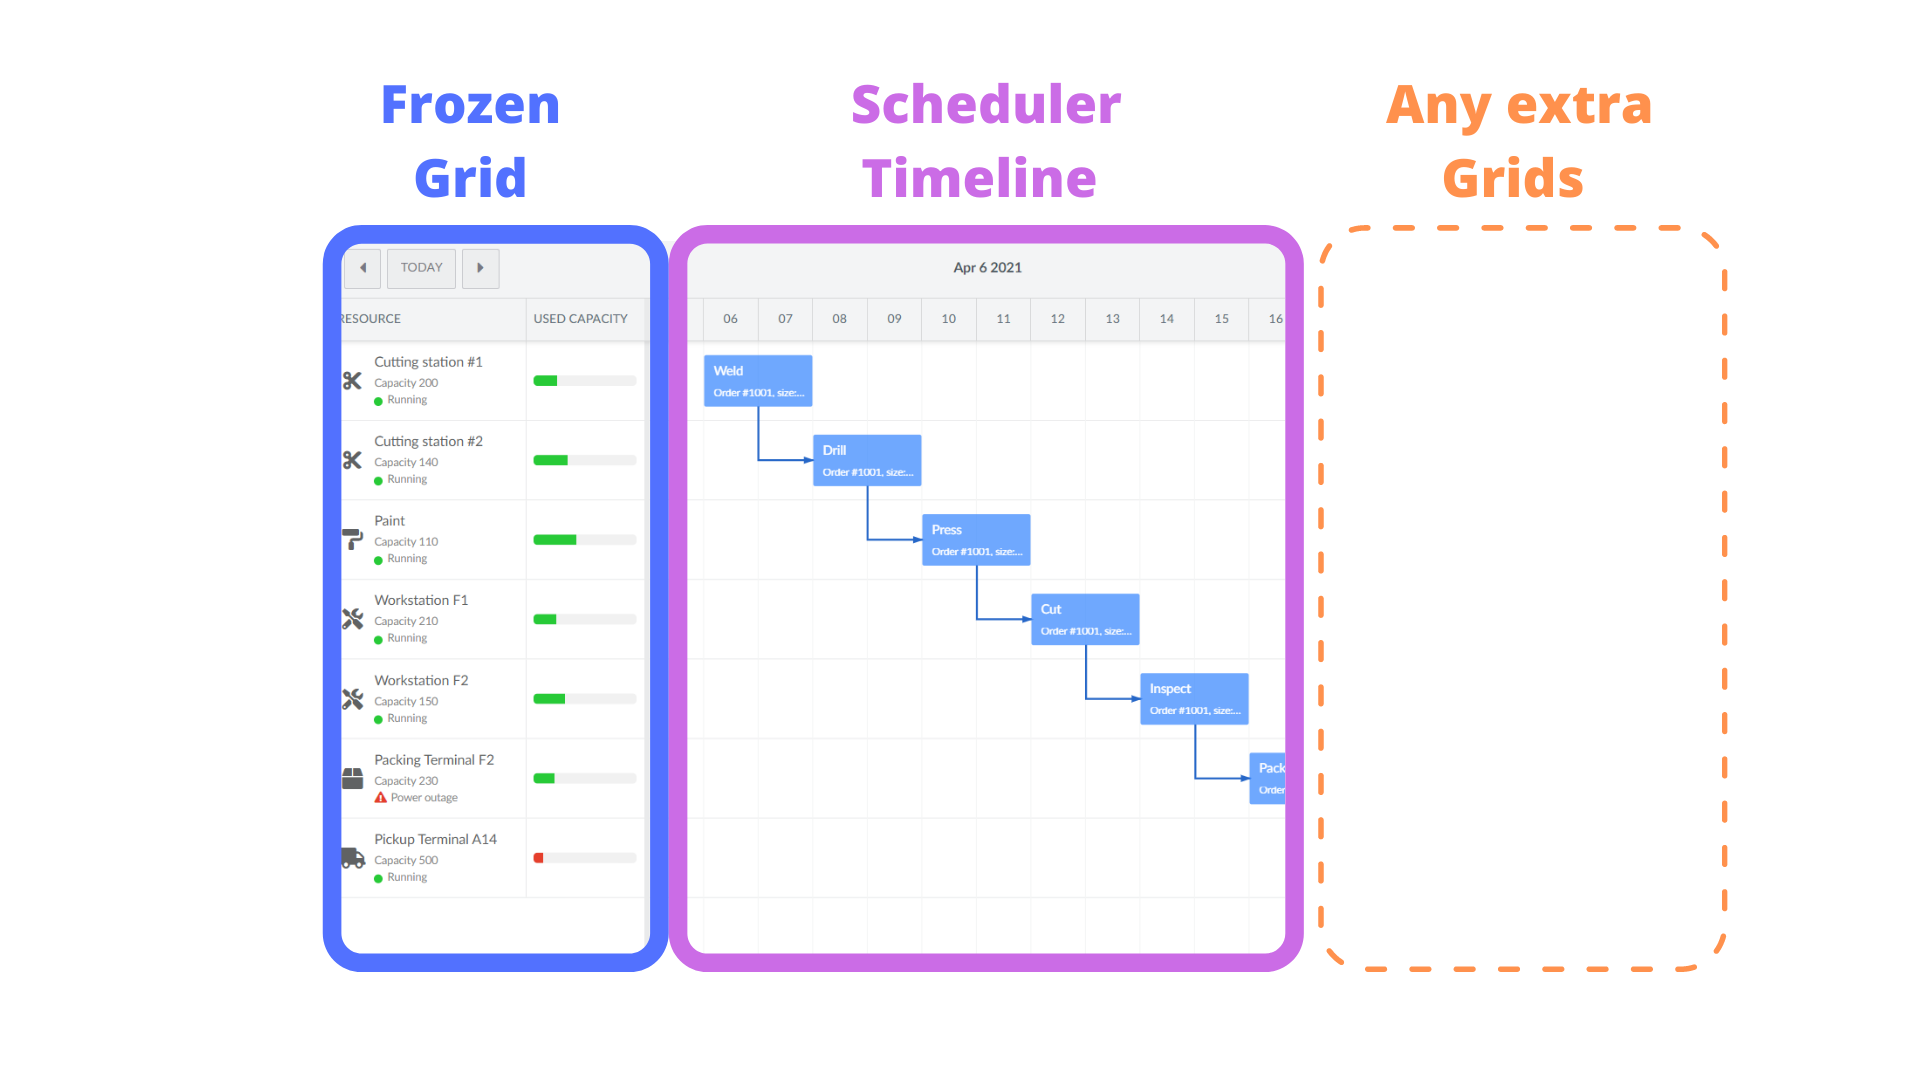 Frozen
Grid
Scheduler
Timeline
Any extra
Grids
TODAY
Apr 6 2021
RESOURCE
USED CAPACITY
06 07 08 09 10 11 12 13 14 15 16
Cutting station #1
Capacity 200
Running
Weld
Order #1001, size:...
Cutting station #2
Capacity 140
Running
Drill
Order #1001, size:...
Paint
Capacity 110
Running
Press
Order #1001, size:...
Workstation F1
Capacity 210
Running
Cut
Order #1001, size:...
Workstation F2
Capacity 150
Running
Inspect
Order #1001, size:...
Packing Terminal F2
Capacity 230
Power outage
Pack
Order
Pickup Terminal A14
Capacity 500
Running